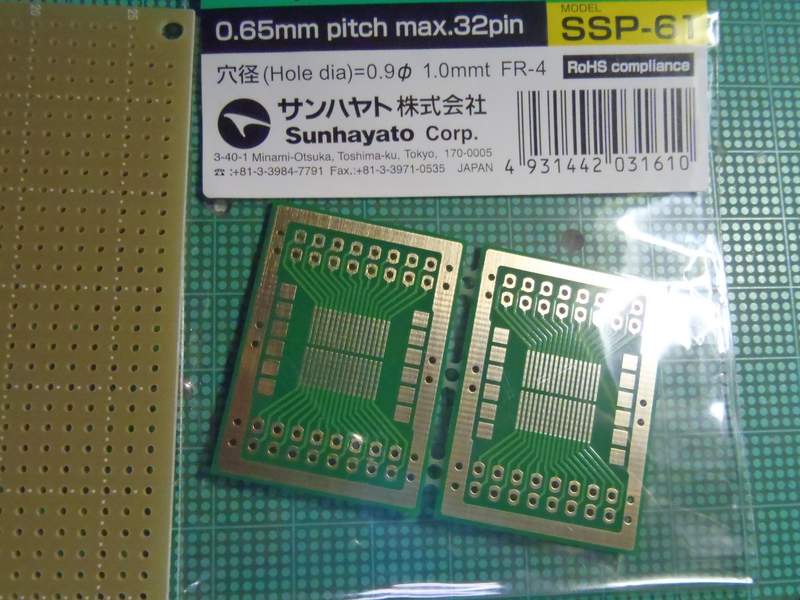 MODEL
0.65mm pitch max.32pin
SSP-61
穴径(Hole dia)=0.9φ 1.0mmt FR-4
RoHS compliance
サンハヤト株式会社
Sunhayato Corp.
3-40-1 Minami-Otsuka, Toshima-ku, Tokyo, 170-0005
☎:+81-3-3984-7791 Fax.:+81-3-3971-0535 JAPAN
4 931442 031610